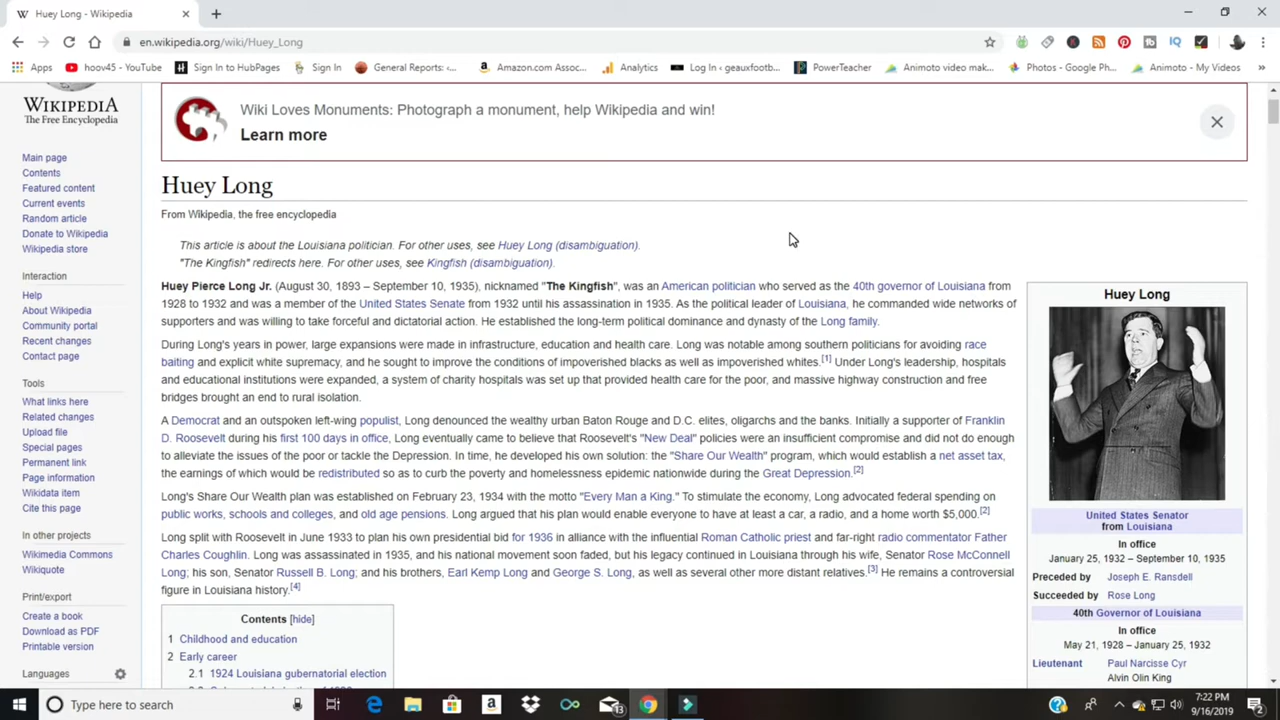 Huey Long - Wikipedia
en.wikipedia.org/wiki/Huey_Long
Apps hoov45 - YouTube Sign In to HubPages Sign In General Reports: ‹... Amazon.com Assoc... Analytics Log In ‹ geauxfootb... PowerTeacher Animoto video mak... Photos - Google Ph... Animoto - My Videos »
WIKIPEDIA
The Free Encyclopedia
Main page
Contents
Featured content
Current events
Random article
Donate to Wikipedia
Wikipedia store
Interaction
Help
About Wikipedia
Community portal
Recent changes
Contact page
Tools
What links here
Related changes
Upload file
Special pages
Permanent link
Page information
Wikidata item
Cite this page
In other projects
Wikimedia Commons
Wikiquote
Print/export
Create a book
Download as PDF
Printable version
Languages
Wiki Loves Monuments: Photograph a monument, help Wikipedia and win!
Learn more
Huey Long
From Wikipedia, the free encyclopedia
This article is about the Louisiana politician. For other uses, see Huey Long (disambiguation).
"The Kingfish" redirects here. For other uses, see Kingfish (disambiguation).
Huey Pierce Long Jr. (August 30, 1893 – September 10, 1935), nicknamed "The Kingfish", was an American politician who served as the 40th governor of Louisiana from
1928 to 1932 and was a member of the United States Senate from 1932 until his assassination in 1935. As the political leader of Louisiana, he commanded wide networks of
supporters and was willing to take forceful and dictatorial action. He established the long-term political dominance and dynasty of the Long family.
During Long's years in power, large expansions were made in infrastructure, education and health care. Long was notable among southern politicians for avoiding race
baiting and explicit white supremacy, and he sought to improve the conditions of impoverished blacks as well as impoverished whites.[1] Under Long's leadership, hospitals
and educational institutions were expanded, a system of charity hospitals was set up that provided health care for the poor, and massive highway construction and free
bridges brought an end to rural isolation.
A Democrat and an outspoken left-wing populist, Long denounced the wealthy urban Baton Rouge and D.C. elites, oligarchs and the banks. Initially a supporter of Franklin
D. Roosevelt during his first 100 days in office, Long eventually came to believe that Roosevelt's "New Deal" policies were an insufficient compromise and did not do enough
to alleviate the issues of the poor or tackle the Depression. In time, he developed his own solution: the "Share Our Wealth" program, which would establish a net asset tax,
the earnings of which would be redistributed so as to curb the poverty and homelessness epidemic nationwide during the Great Depression.[2]
Long's Share Our Wealth plan was established on February 23, 1934 with the motto "Every Man a King." To stimulate the economy, Long advocated federal spending on
public works, schools and colleges, and old age pensions. Long argued that his plan would enable everyone to have at least a car, a radio, and a home worth $5,000.[2]
Long split with Roosevelt in June 1933 to plan his own presidential bid for 1936 in alliance with the influential Roman Catholic priest and far-right radio commentator Father
Charles Coughlin. Long was assassinated in 1935, and his national movement soon faded, but his legacy continued in Louisiana through his wife, Senator Rose McConnell
Long; his son, Senator Russell B. Long; and his brothers, Earl Kemp Long and George S. Long, as well as several other more distant relatives.[3] He remains a controversial
figure in Louisiana history.[4]
Contents [hide]
1 Childhood and education
2 Early career
2.1 1924 Louisiana gubernatorial election
Huey Long
United States Senator
from Louisiana
In office
January 25, 1932 – September 10, 1935
Preceded by Joseph E. Ransdell
Succeeded by Rose Long
40th Governor of Louisiana
In office
May 21, 1928 – January 25, 1932
Lieutenant Paul Narcisse Cyr
Alvin Olin King
Type here to search
13
7:22 PM
9/16/2019
2